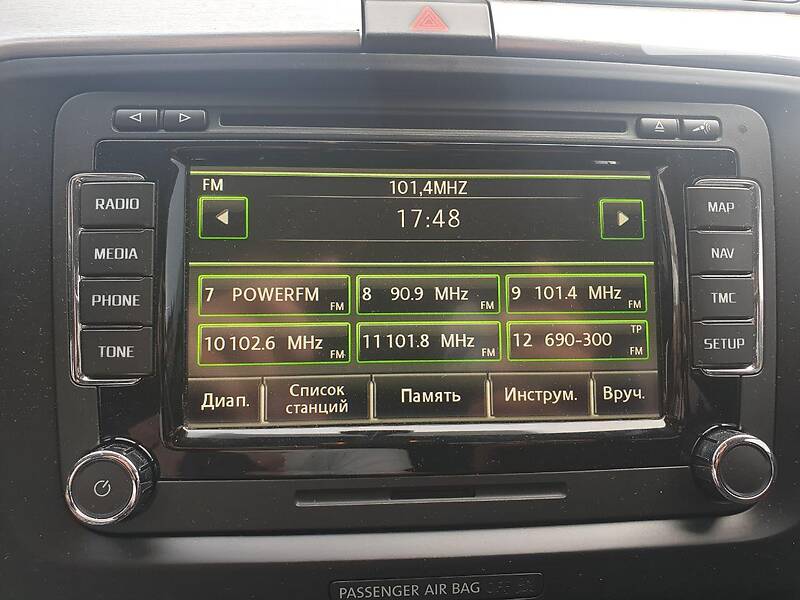 RADIO
MEDIA
PHONE
TONE
FM 101,4MHZ
17:48
7 POWERFM FM
8 90.9 MHz FM
9 101.4 MHz FM
10 102.6 MHz FM
11 101.8 MHz FM
12 690-300 TP FM
Диап.
Список
станций
Память
Инструм.
Вруч.
MAP
NAV
TMC
SETUP
PASSENGER AIR BAG